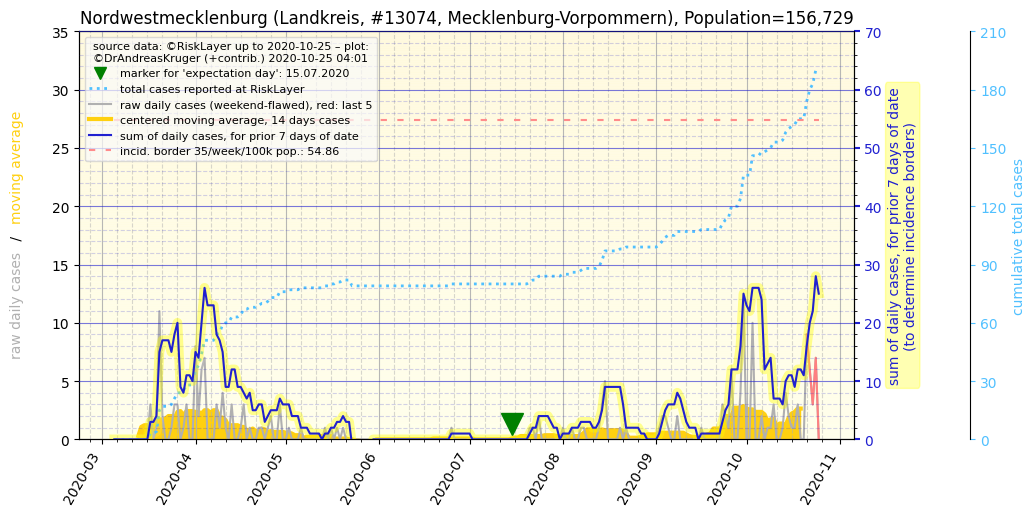 Nordwestmecklenburg (Landkreis, #13074, Mecklenburg-Vorpommern), Population=156,729
source data: ©RiskLayer up to 2020-10-25 – plot:
©DrAndreasKruger (+contrib.) 2020-10-25 04:01
marker for 'expectation day': 15.07.2020
total cases reported at RiskLayer
raw daily cases (weekend-flawed), red: last 5
centered moving average, 14 days cases
sum of daily cases, for prior 7 days of date
incid. border 35/week/100k pop.: 54.86
raw daily cases / moving average
35
30
25
20
15
10
5
0
2020-03
2020-04
2020-05
2020-06
2020-07
2020-08
2020-09
2020-10
2020-11
70
60
50
40
30
20
10
0
sum of daily cases, for prior 7 days of date
(to determine incidence borders)
210
180
150
120
90
60
30
0
cumulative total cases